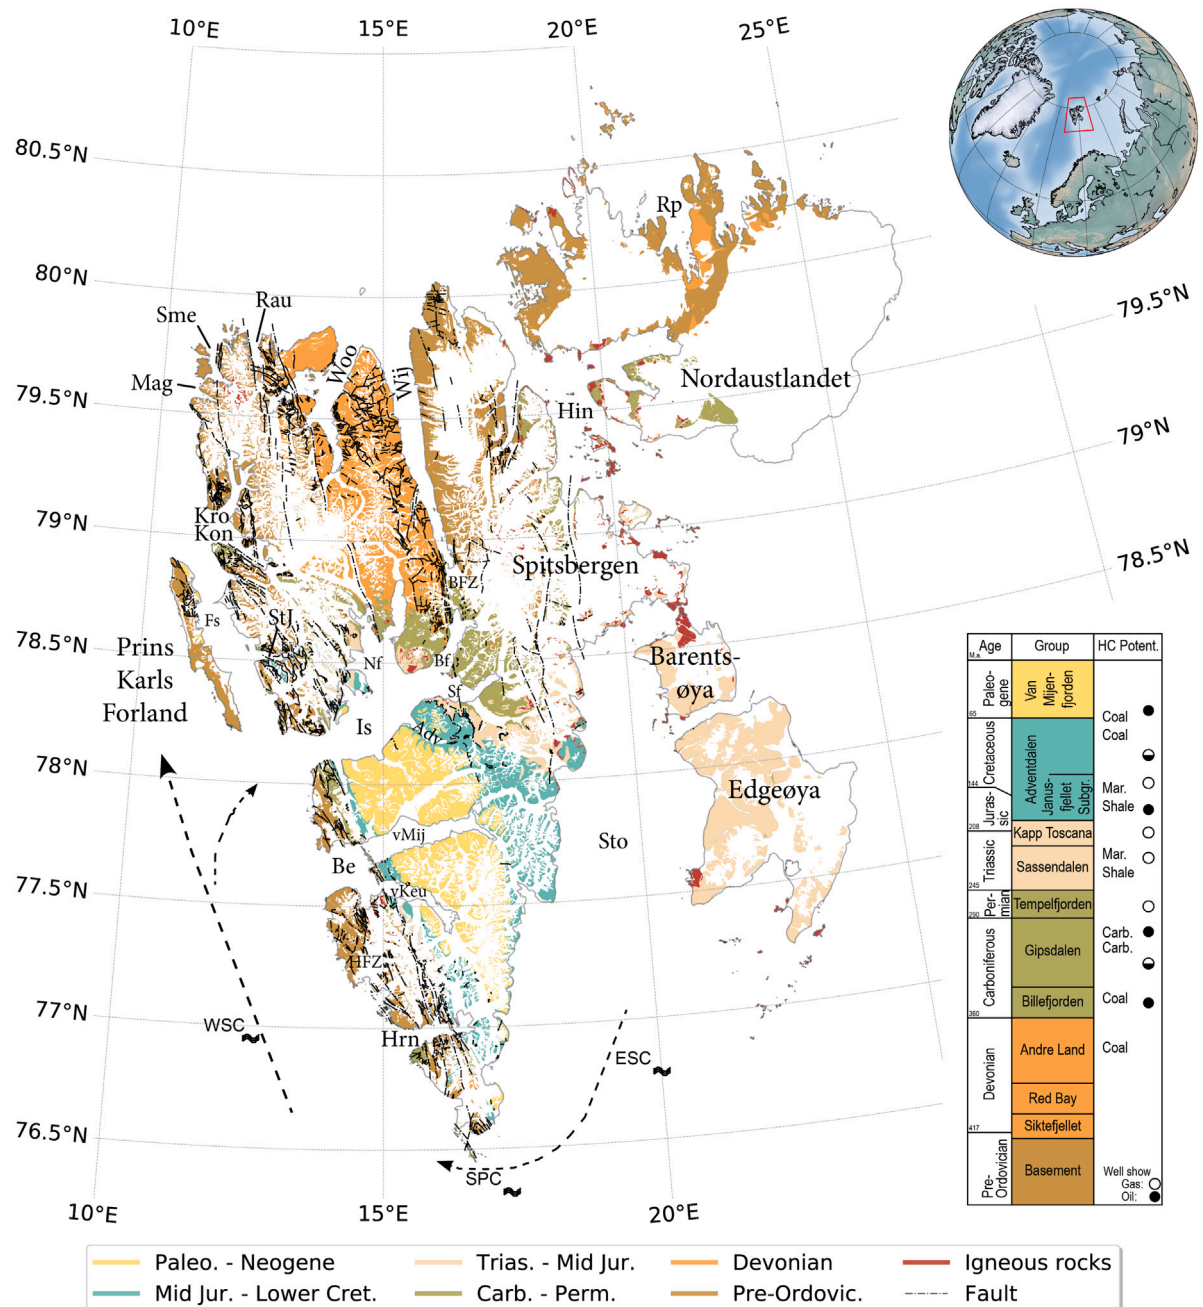 10°E
15°E
20°E
25°E
80.5°N
80°N
79.5°N
79°N
78.5°N
78°N
77.5°N
77°N
76.5°N
79.5°N
79°N
78.5°N
10°E
15°E
20°E
Rp
Rau
Sme
Mag
Woo
Wij
Nordaustlandet
Hin
Kro
Kon
Spitsbergen
BFZ
Fs
StJ
Prins
Karls
Forland
Nf
Bf
Sf
Barents-
øya
Is
Adv
Edgeøya
vMij
Sto
Be
vKeu
HFZ
WSC
Hrn
ESC
SPC
Age
Group
HC Potent.
M.a.
Paleo-
gene
Van
Mijen-
fjorden
65
Coal
Coal
Cretaceous
Adventdalen
144
Janus-
fjellet
Subgr.
Juras-
sic
Mar.
Shale
208
Kapp Toscana
Triassic
Sassendalen
Mar.
Shale
245
Per-
mian
Tempelfjorden
290
Carboniferous
Gipsdalen
Carb.
Carb.
Billefjorden
Coal
360
Devonian
Andre Land
Coal
Red Bay
Siktefjellet
417
Pre-
Ordovician
Basement
Well show
Gas:
Oil:
Paleo. - Neogene
Trias. - Mid Jur.
Devonian
Igneous rocks
Mid Jur. - Lower Cret.
Carb. - Perm.
Pre-Ordovic.
Fault